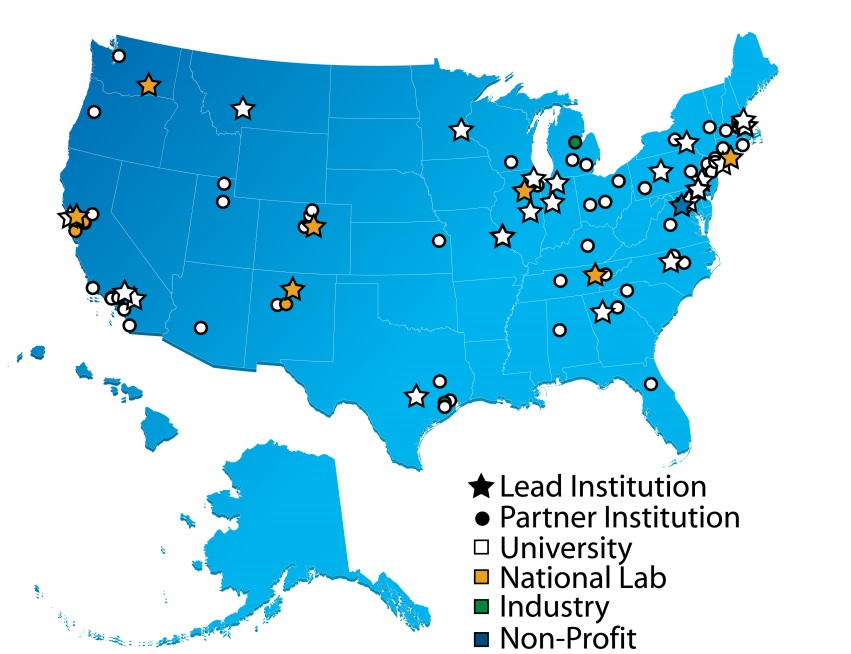 Lead Institution
Partner Institution
University
National Lab
Industry
Non-Profit